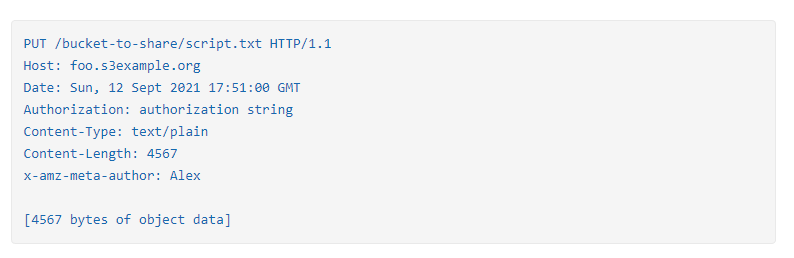 PUT /bucket-to-share/script.txt HTTP/1.1
Host: foo.s3example.org
Date: Sun, 12 Sept 2021 17:51:00 GMT
Authorization: authorization string
Content-Type: text/plain
Content-Length: 4567
x-amz-meta-author: Alex
[4567 bytes of object data]